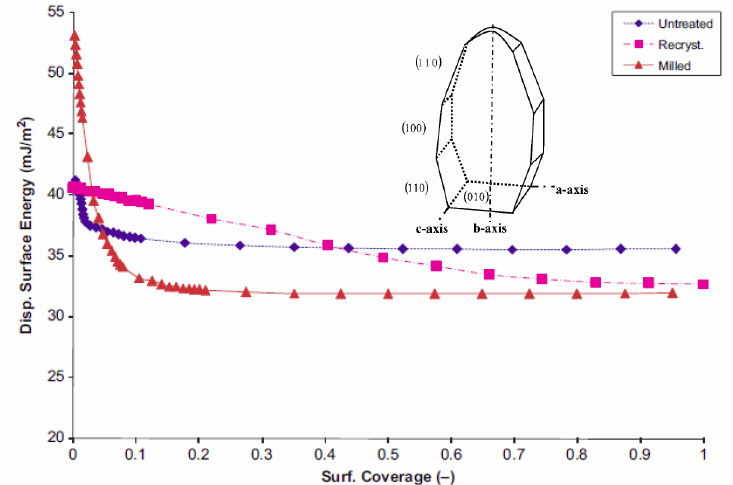 55
50
45
40
35
30
25
20
Disp. Surface Energy (mJ/m²)
0 0.1 0.2 0.3 0.4 0.5 0.6 0.7 0.8 0.9 1
Surf. Coverage (–)
Untreated
Recryst.
Milled
(110)
(100)
(110)
(010)
a-axis
c-axis b-axis